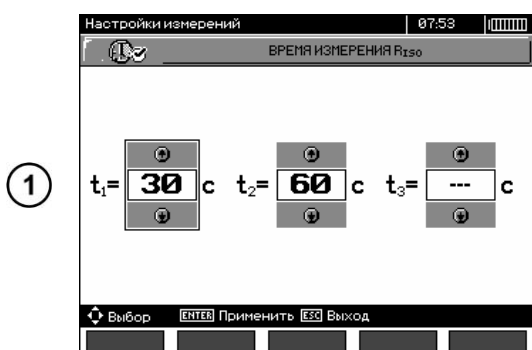 Настройки измерений 07:53
ВРЕМЯ ИЗМЕРЕНИЯ RISO
1 t1= 30 с t2= 60 с t3= --- с
Выбор ENTER Применить ESC Выход